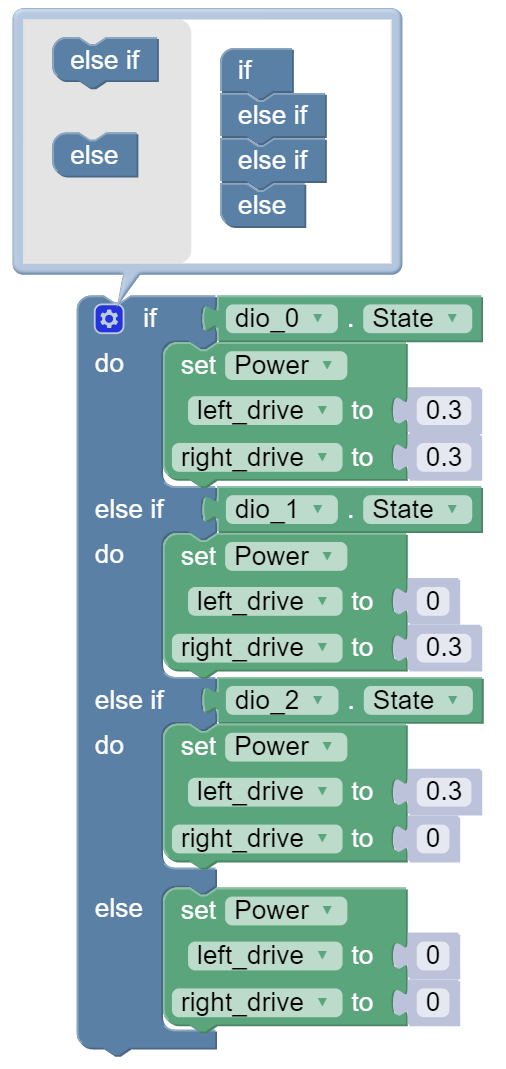 else if
else
if
else if
else if
else
if dio_0 . State
do set Power
left_drive to 0.3
right_drive to 0.3
else if dio_1 . State
do set Power
left_drive to 0
right_drive to 0.3
else if dio_2 . State
do set Power
left_drive to 0.3
right_drive to 0
else set Power
left_drive to 0
right_drive to 0